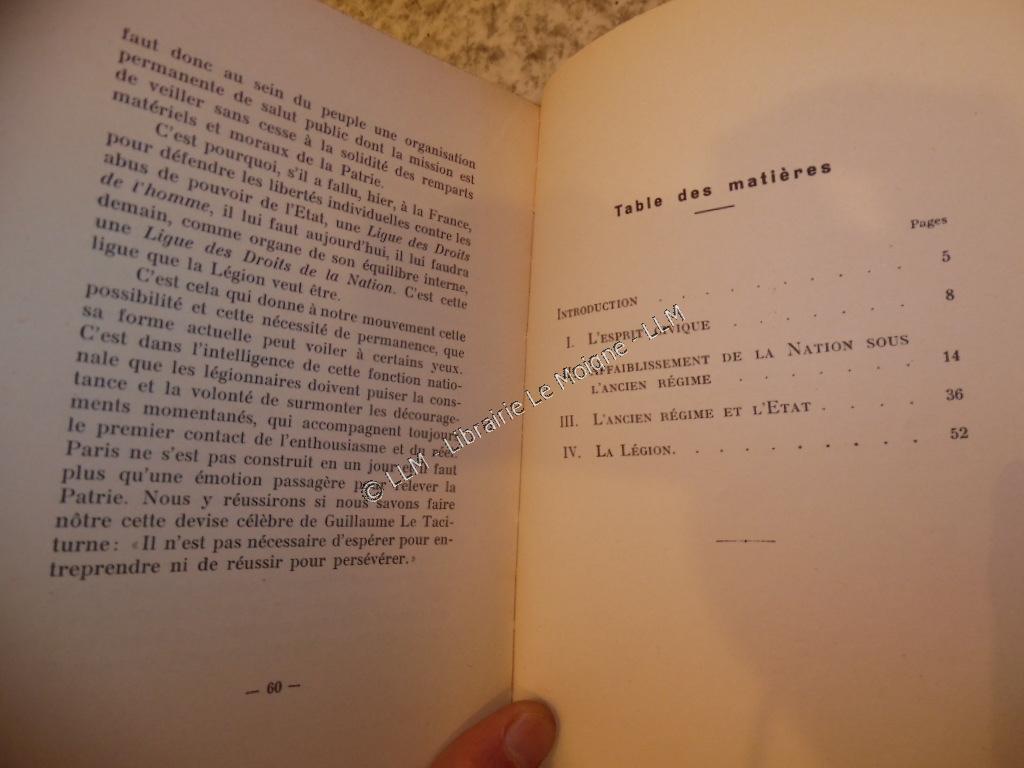 faut donc au sein du peuple une organisation
permanente de salut public dont la mission est
de veiller sans cesse à la solidité des remparts
matériels et moraux de la Patrie.
C'est pourquoi, s'il a fallu, hier, à la France,
pour défendre les libertés individuelles contre les
abus de pouvoir de l'Etat, une Ligue des Droits
de l'homme, il lui faut aujourd'hui, il lui faudra
demain, comme organe de son équilibre interne,
une Ligue des Droits de la Nation. C'est cette
ligue que la Légion veut être.
C'est cela qui donne à notre mouvement cette
possibilité et cette nécessité de permanence, que
sa forme actuelle peut voiler à certains yeux.
C'est dans l'intelligence de cette fonction natio-
nale que les légionnaires doivent puiser la cons-
tance et la volonté de surmonter les décourage-
ments momentanés, qui accompagnent toujours
le premier contact de l'enthousiasme et du réel.
Paris ne s'est pas construit en un jour, il faut
plus qu'une émotion passagère pour relever la
Patrie. Nous y réussirons si nous savons faire
nôtre cette devise célèbre de Guillaume Le Taci-
turne : « Il n'est pas nécessaire d'espérer pour en-
treprendre ni de réussir pour persévérer. »
— 60 —
Table des matières
Pages
INTRODUCTION . . . . . . . 5
I. L'ESPRIT CIVIQUE . . . . . . 8
AFFAIBLISSEMENT DE LA NATION SOUS
L'ANCIEN RÉGIME . . . . . . 14
III. L'ANCIEN RÉGIME ET L'ETAT . . . . 36
IV. LA LÉGION. . . . . . . . 52
© LLM - Librairie Le Moigne - LLM